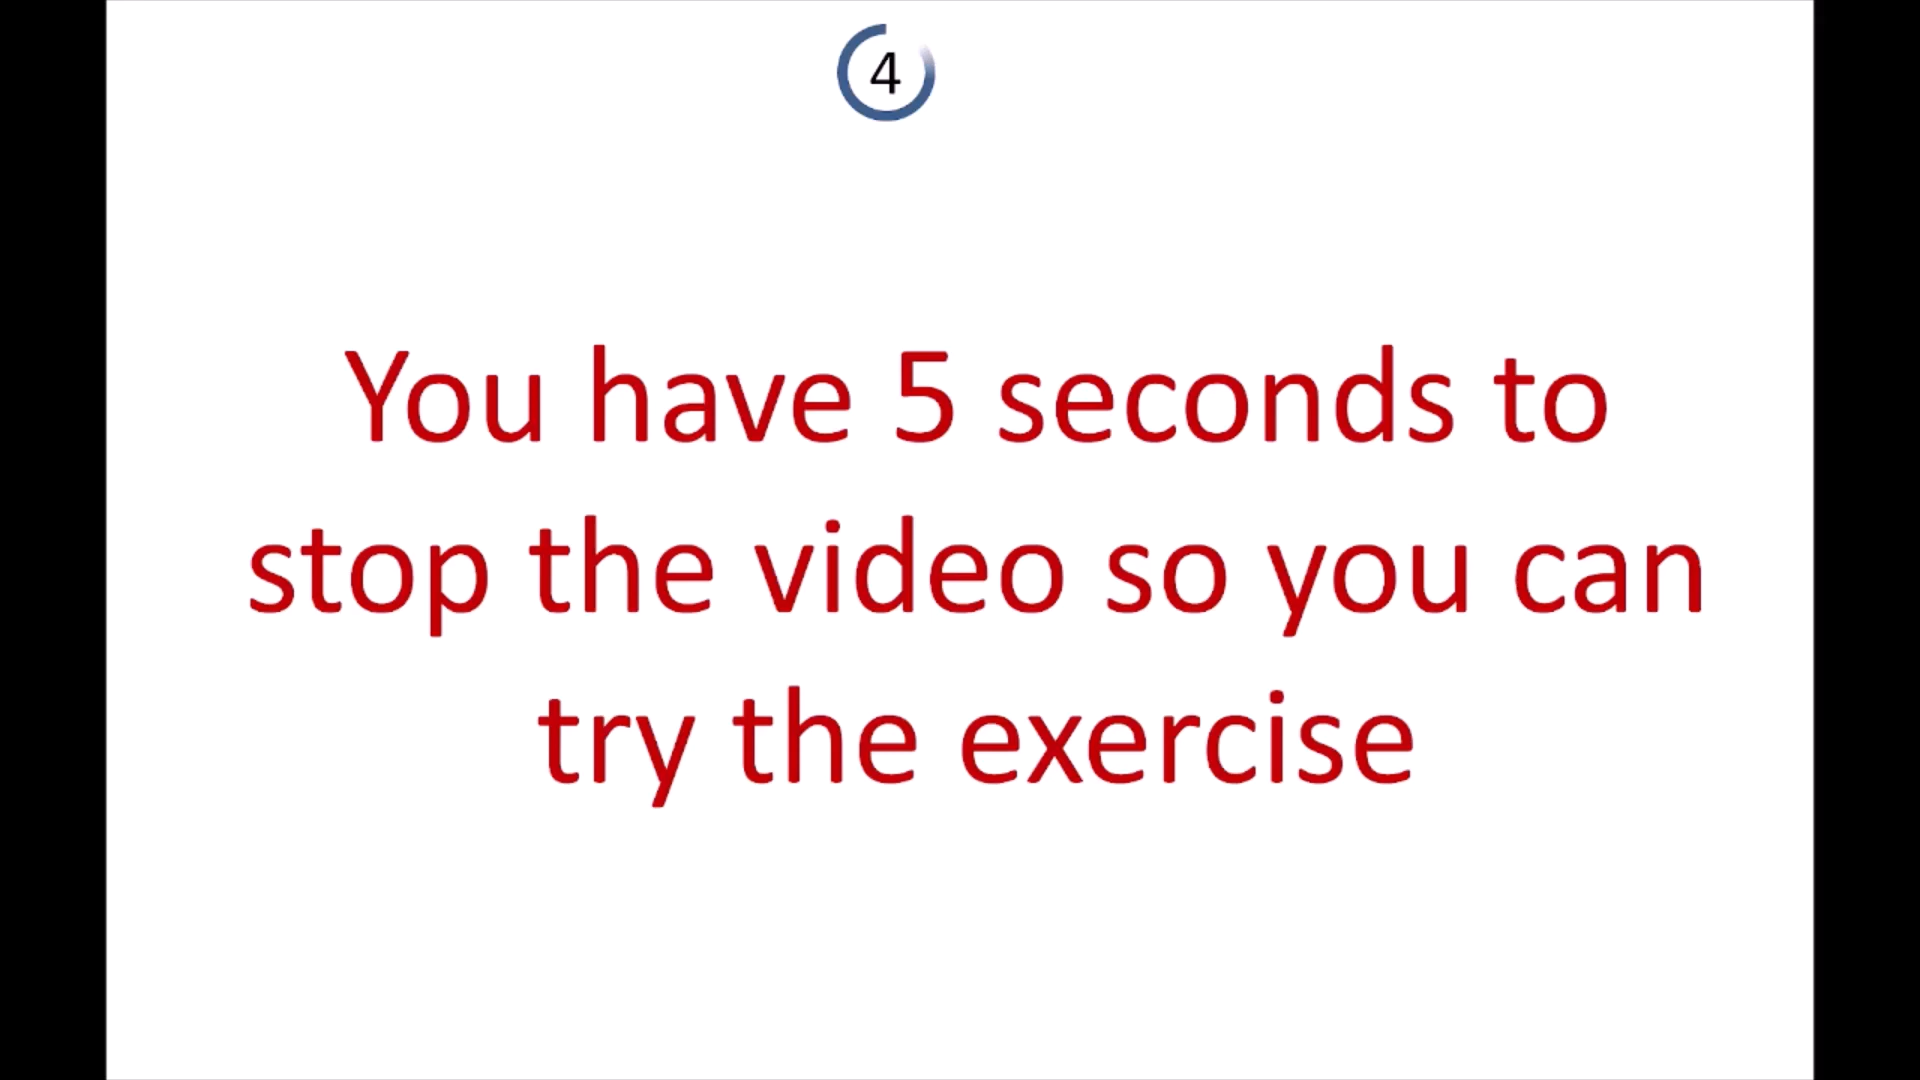 4
You have 5 seconds to
stop the video so you can
try the exercise